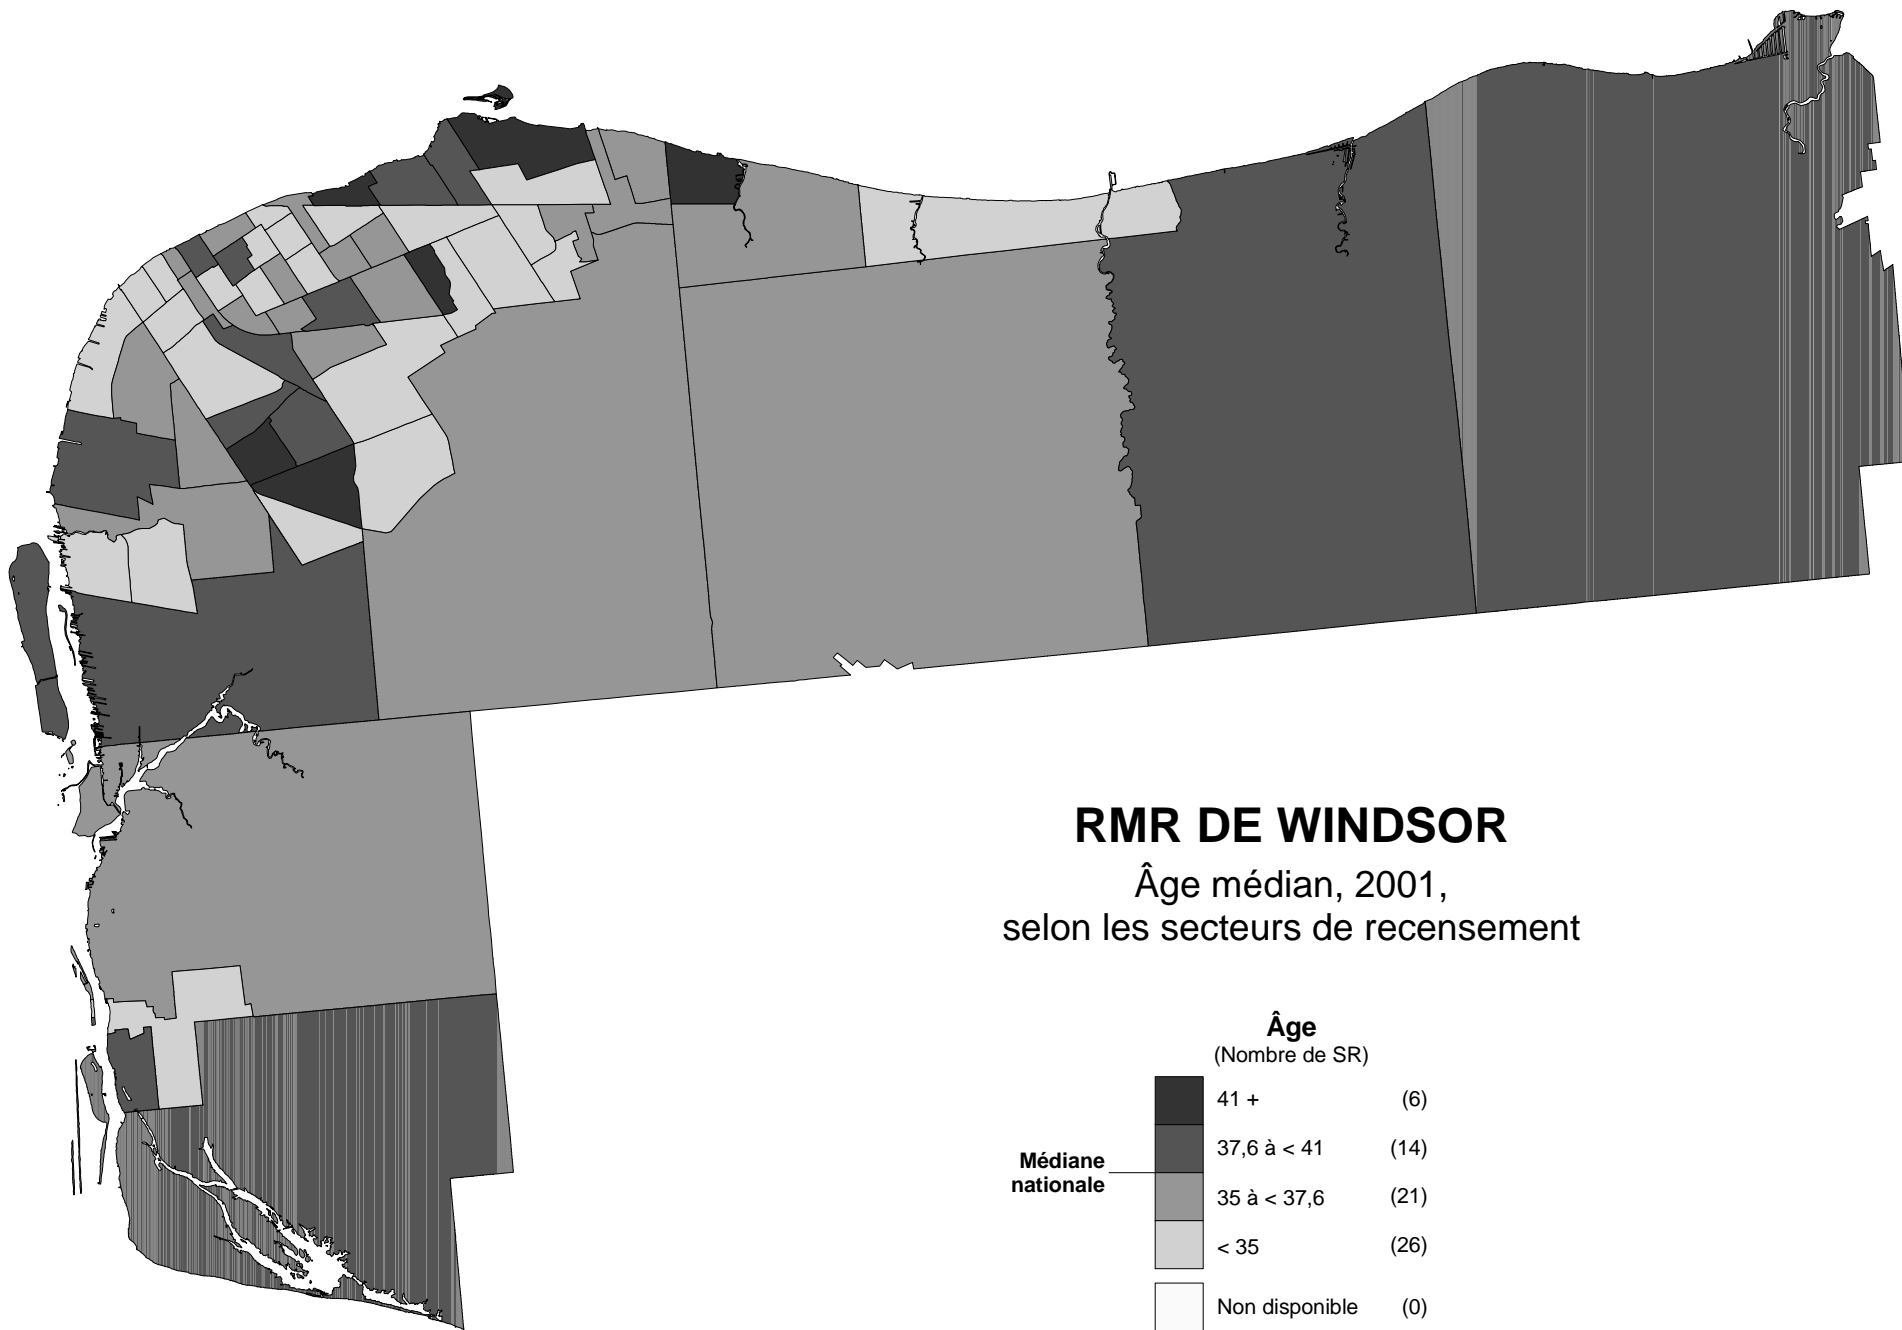 RMR DE WINDSOR
Âge médian, 2001,
selon les secteurs de recensement
Âge
(Nombre de SR)
41 + (6)
37,6 à < 41 (14)
Médiane
nationale
35 à < 37,6 (21)
< 35 (26)
Non disponible (0)